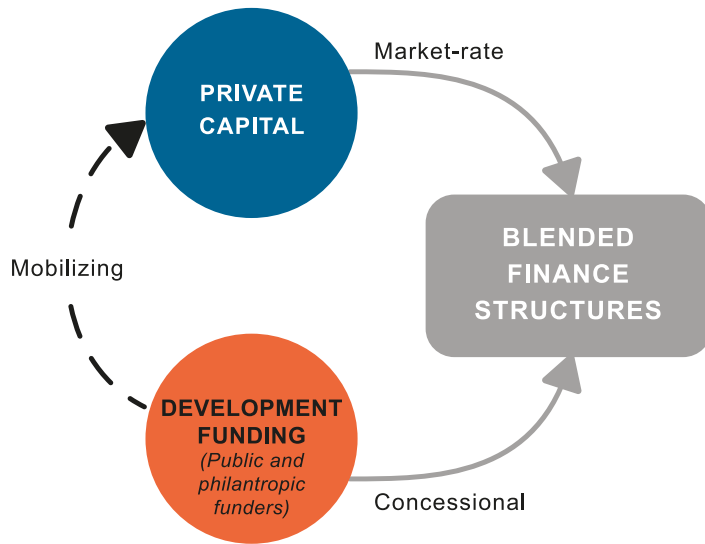 Market-rate
PRIVATE
CAPITAL
BLENDED
FINANCE
STRUCTURES
Mobilizing
DEVELOPMENT
FUNDING
(Public and
philantropic
funders)
Concessional